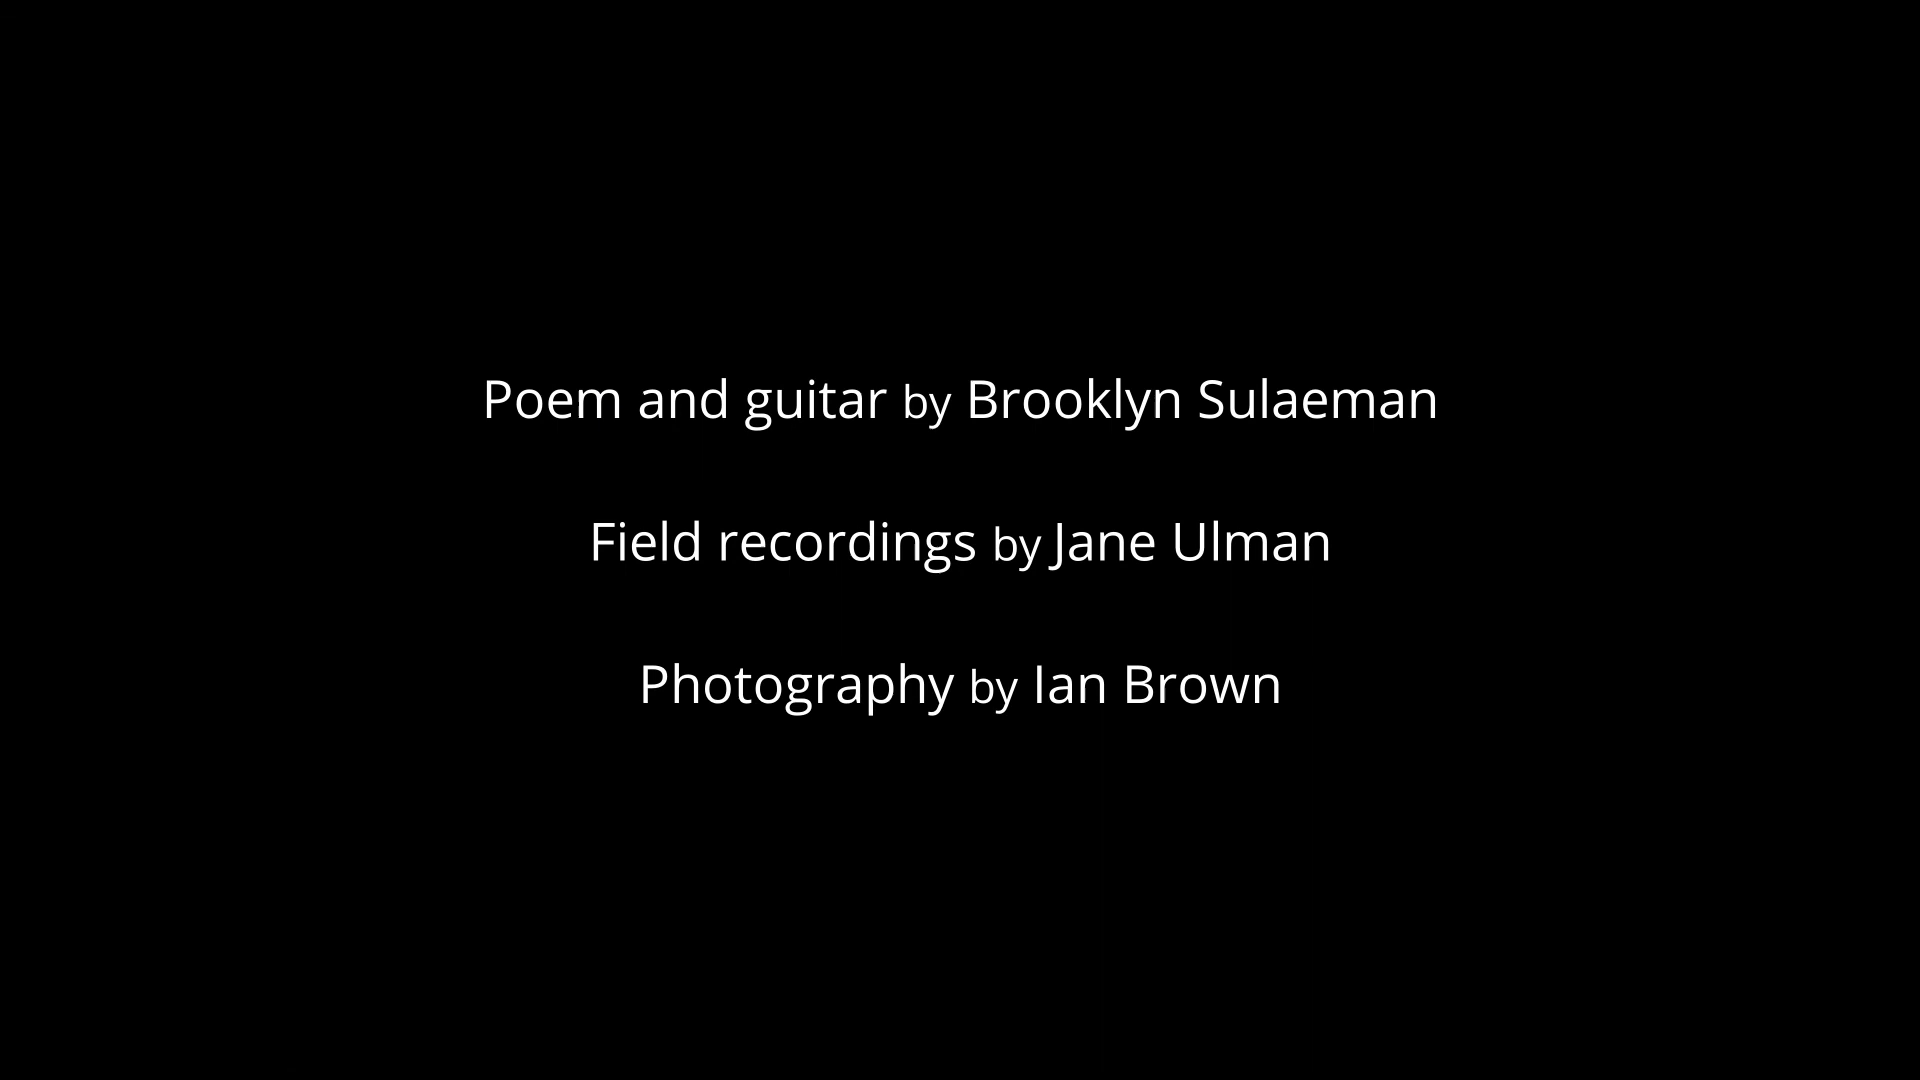 Poem and guitar by Brooklyn Sulaeman
Field recordings by Jane Ulman
Photography by Ian Brown